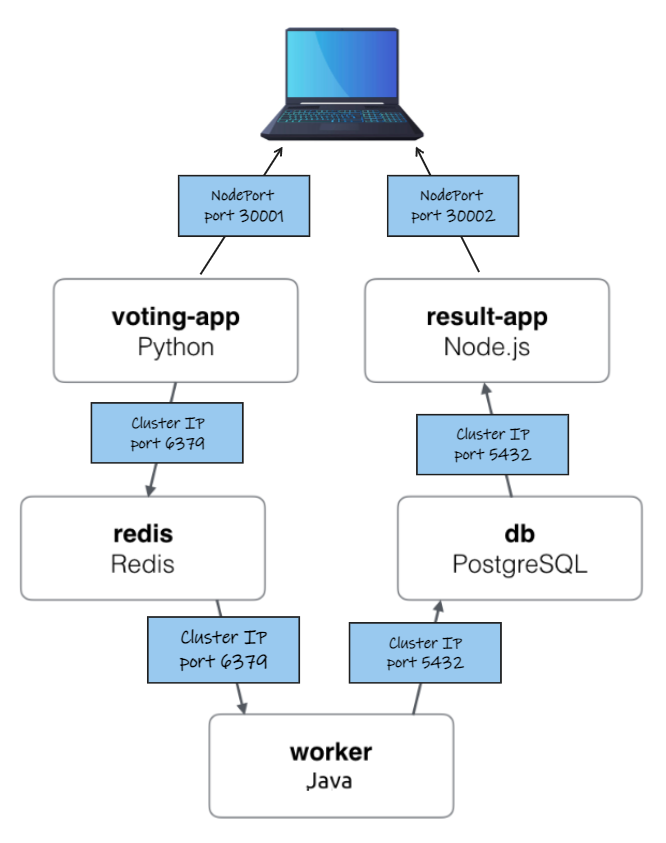 NodePort
port 30001
NodePort
port 30002
voting-app
Python
result-app
Node.js
Cluster IP
port 6379
Cluster IP
port 5432
redis
Redis
db
PostgreSQL
Cluster IP
port 6379
Cluster IP
port 5432
worker
Java